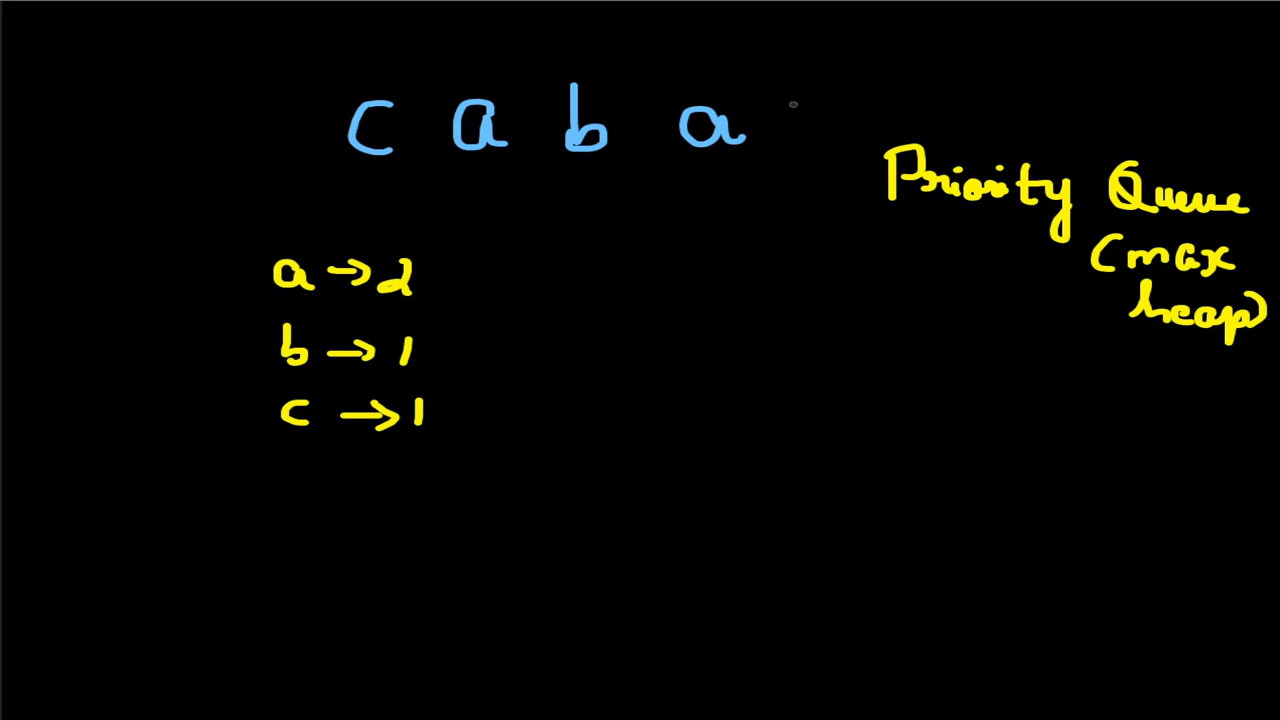 c a b a
Priority Queue
(max
heap)
a → 2
b → 1
c → 1